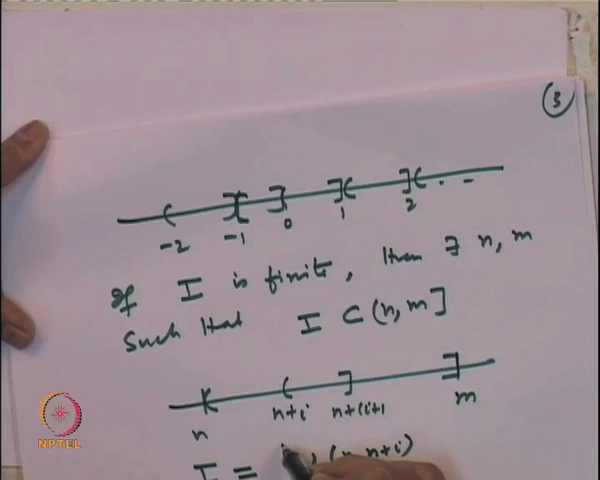 3
( ] ( ] ] ( ] ( . -
-2 -1 0 1 2
If I is finite, then ∃ n, m
Such that I ⊂ (n, m]
( ( ] ]
n n+i n+(i+1 m
I = n+i)
NPTEL